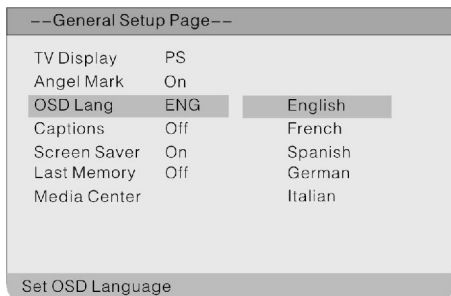 --General Setup Page--
TV Display PS
Angel Mark On
OSD Lang ENG English
Captions Off French
Screen Saver On Spanish
Last Memory Off German
Media Center Italian
Set OSD Language